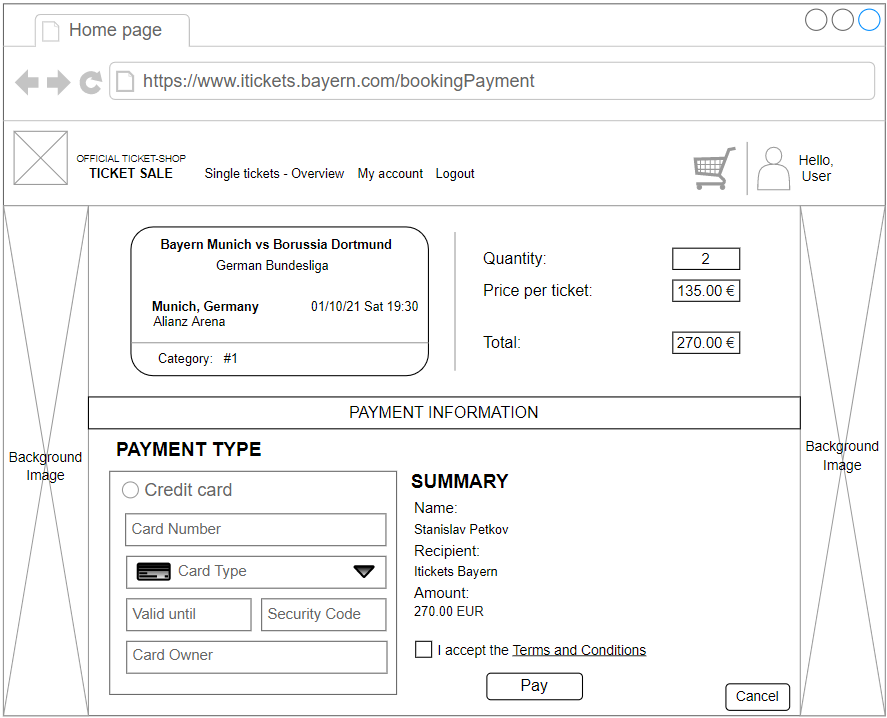 Home page
https://www.itickets.bayern.com/bookingPayment
OFFICIAL TICKET-SHOP
TICKET SALE
Single tickets - Overview My account Logout
Hello,
User
Bayern Munich vs Borussia Dortmund
German Bundesliga
Munich, Germany 01/10/21 Sat 19:30
Alianz Arena
Category: #1
Quantity: 2
Price per ticket: 135.00 €
Total: 270.00 €
Background
Image
Background
Image
PAYMENT INFORMATION
PAYMENT TYPE
Credit card
Card Number
Card Type
Valid until Security Code
Card Owner
SUMMARY
Name:
Stanislav Petkov
Recipient:
Itickets Bayern
Amount:
270.00 EUR
I accept the Terms and Conditions
Pay
Cancel